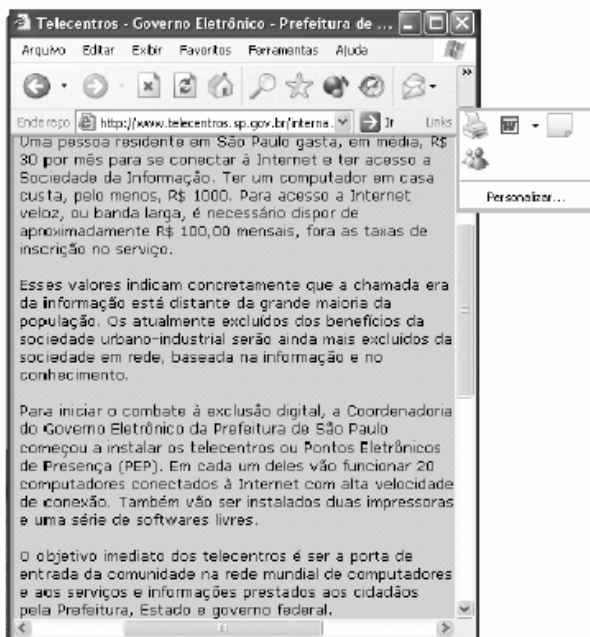 Telecentros - Governo Eletrônico - Prefeitura de ...
Arquivo Editar Exibir Favoritos Ferramentas Ajuda
Endereço http://www.telecentros.sp.gov.br/interna. Ir Links
Personalizar...
Uma pessoa residente em São Paulo gasta, em média, R$
30 por mês para se conectar à Internet e ter acesso a
Sociedade da Informação. Ter um computador em casa
custa, pelo menos, R$ 1000. Para acesso a Internet
veloz, ou banda larga, é necessário dispor de
aproximadamente R$ 100,00 mensais, fora as taxas de
inscrição no serviço.
Esses valores indicam concretamente que a chamada era
da informação está distante da grande maioria da
população. Os atualmente excluídos dos benefícios da
sociedade urbano-industrial serão ainda mais excluídos da
sociedade em rede, baseada na informação e no
conhecimento.
Para iniciar o combate à exclusão digital, a Coordenadoria
do Governo Eletrônico da Prefeitura de São Paulo
começou a instalar os telecentros ou Pontos Eletrônicos
de Presença (PEP). Em cada um deles vão funcionar 20
computadores conectados à Internet com alta velocidade
de conexão. Também vão ser instalados duas impressoras
e uma série de softwares livres.
O objetivo imediato dos telecentros é ser a porta de
entrada da comunidade na rede mundial de computadores
e aos serviços e informações prestados aos cidadãos
pela Prefeitura, Estado e governo federal.